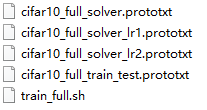 cifar10_full_solver.prototxt
cifar10_full_solver_lr1.prototxt
cifar10_full_solver_lr2.prototxt
cifar10_full_train_test.prototxt
train_full.sh